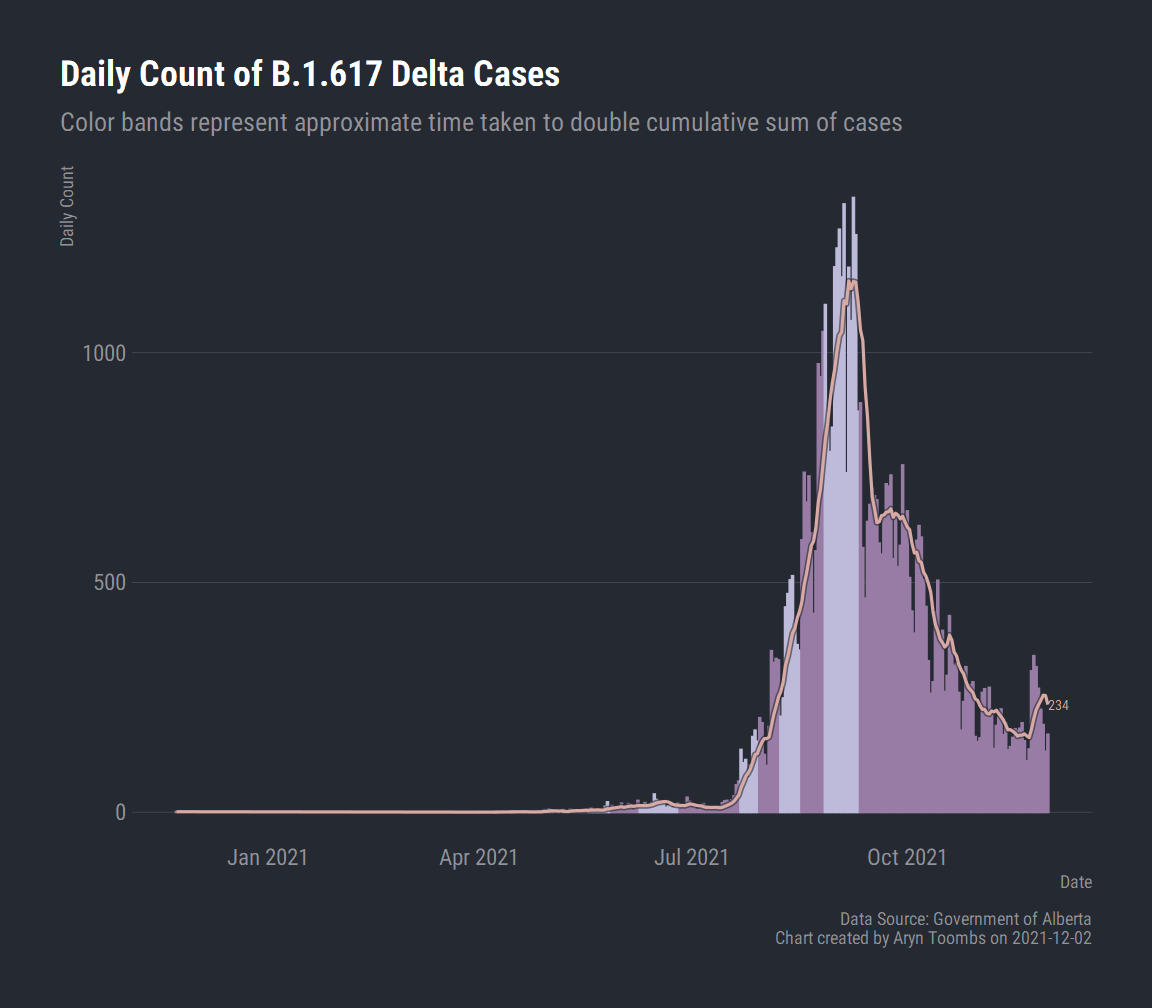 Daily Count of B.1.617 Delta Cases
Color bands represent approximate time taken to double cumulative sum of cases
Daily Count
1000
500
0
234
Jan 2021
Apr 2021
Jul 2021
Oct 2021
Date
Data Source: Government of Alberta
Chart created by Aryn Toombs on 2021-12-02